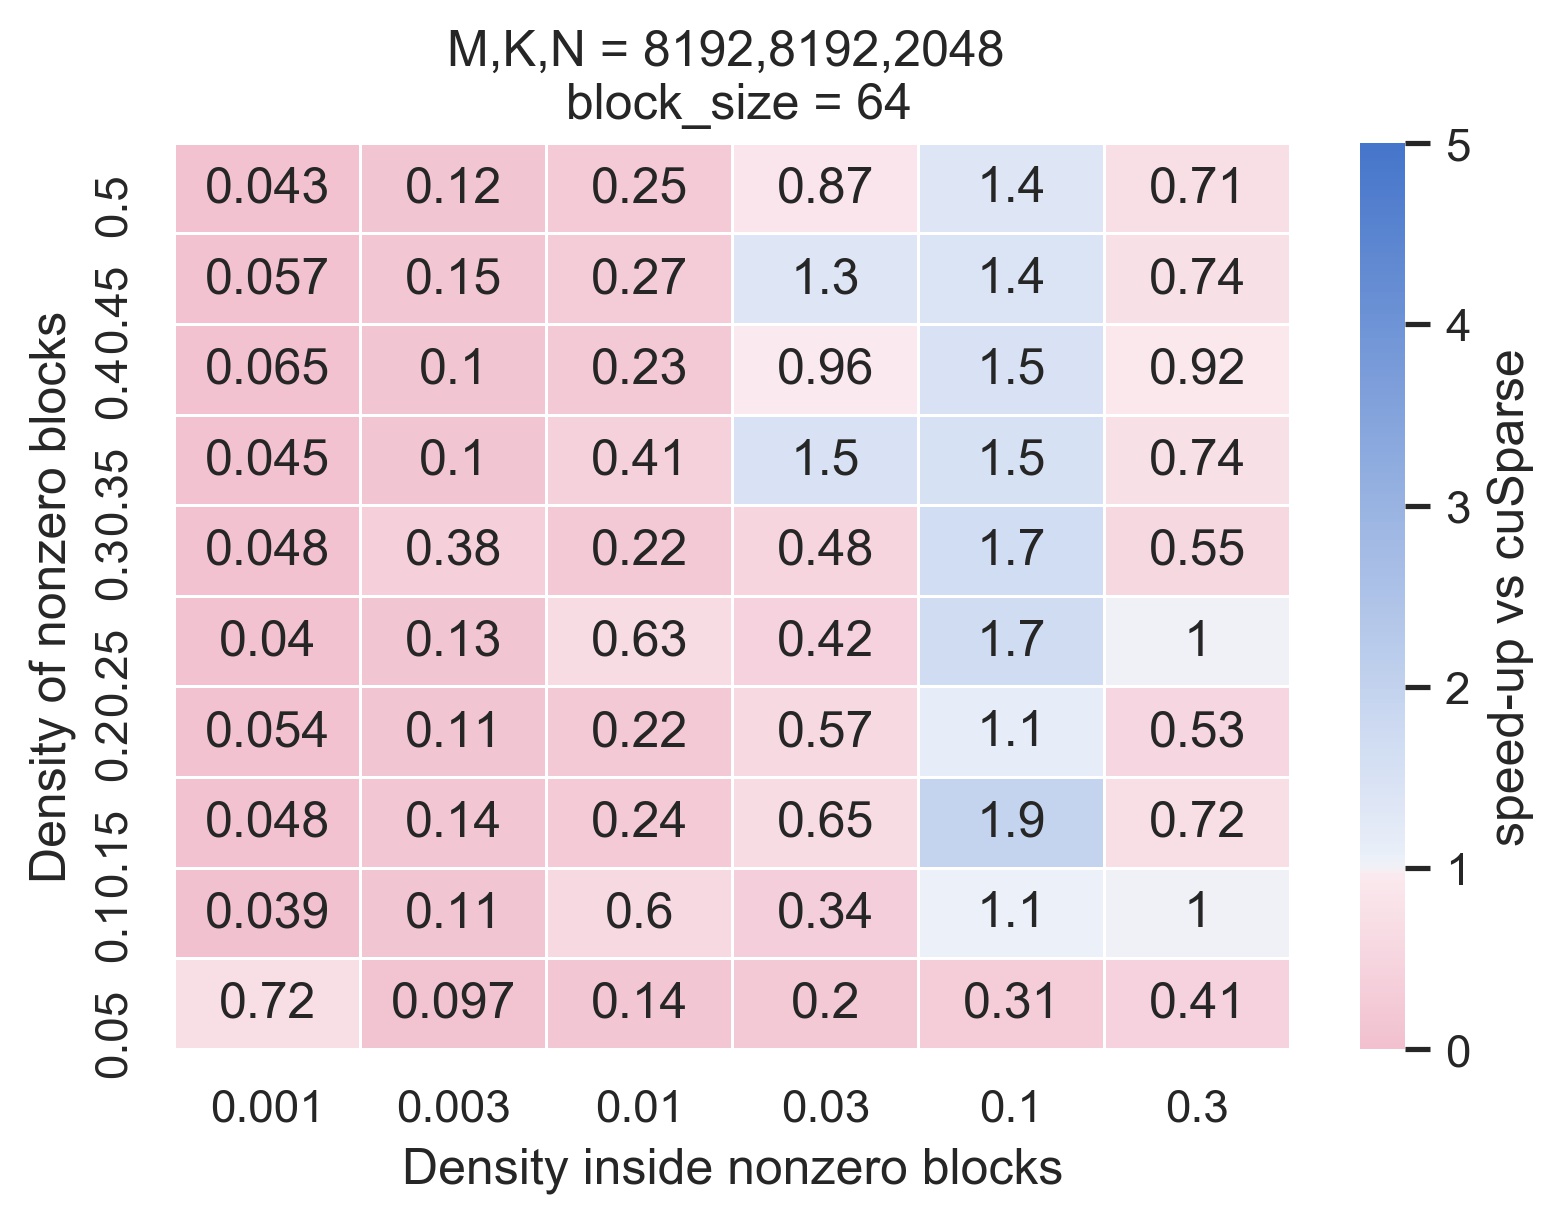 M,K,N = 8192,8192,2048
block_size = 64
Density of nonzero blocks
0.5 0.043 0.12 0.25 0.87 1.4 0.71
0.45 0.057 0.15 0.27 1.3 1.4 0.74
0.4 0.065 0.1 0.23 0.96 1.5 0.92
0.35 0.045 0.1 0.41 1.5 1.5 0.74
0.30 0.048 0.38 0.22 0.48 1.7 0.55
0.25 0.04 0.13 0.63 0.42 1.7 1
0.20 0.054 0.11 0.22 0.57 1.1 0.53
0.15 0.048 0.14 0.24 0.65 1.9 0.72
0.10 0.039 0.11 0.6 0.34 1.1 1
0.05 0.72 0.097 0.14 0.2 0.31 0.41
0.001 0.003 0.01 0.03 0.1 0.3
Density inside nonzero blocks
5
4
3
2
1
0
speed-up vs cuSparse